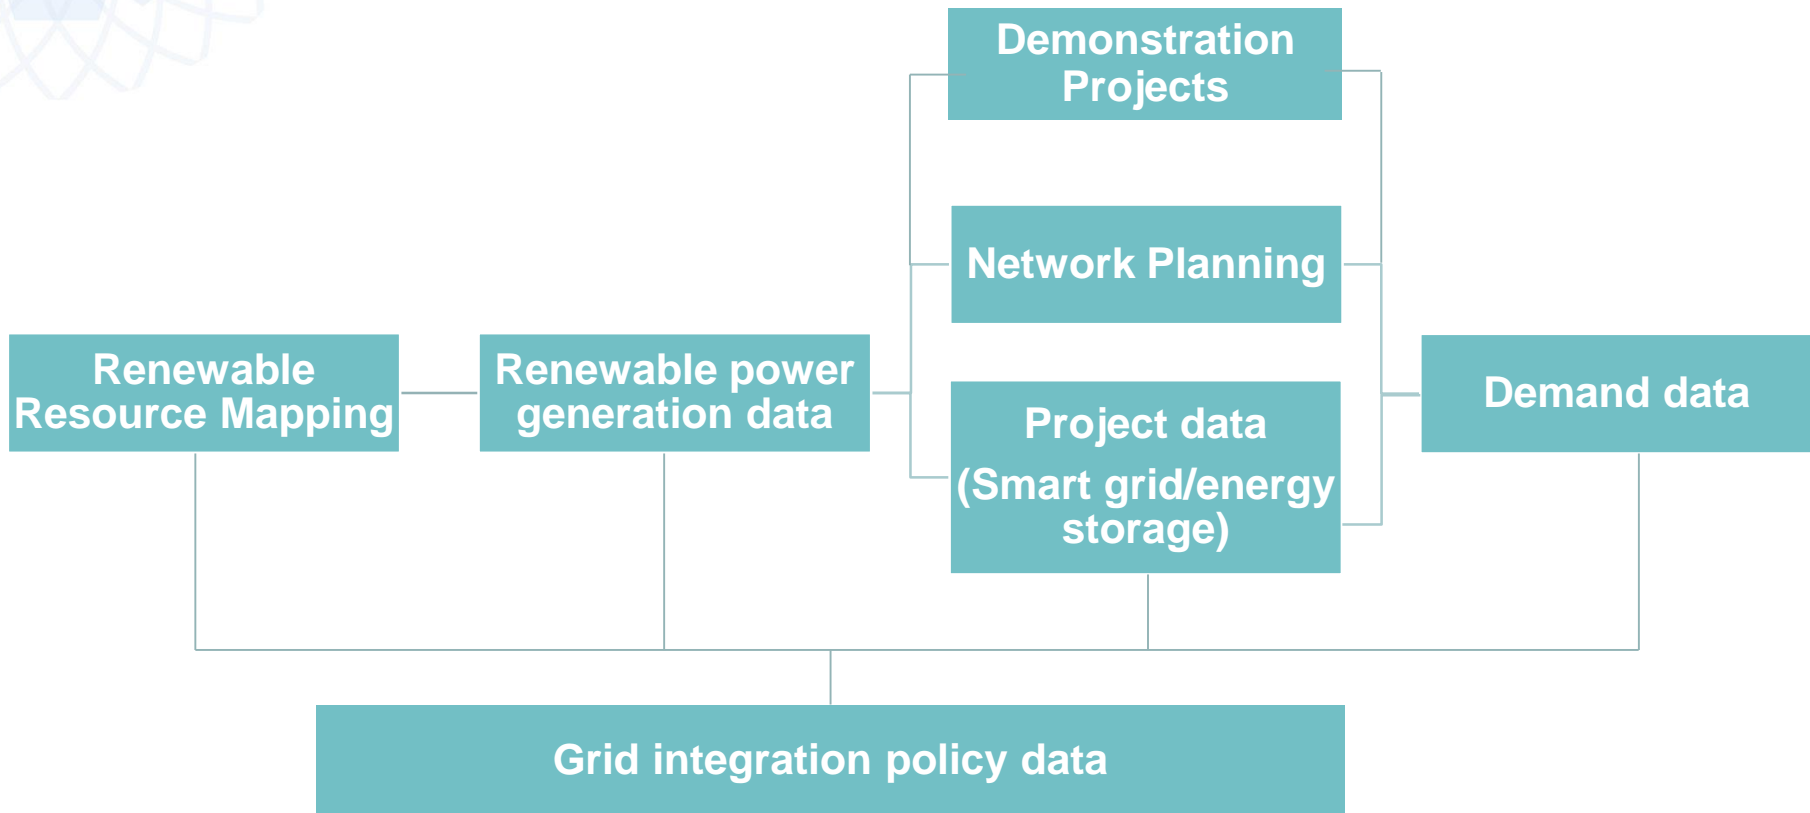 Demonstration
Projects
Network Planning
Renewable
Resource Mapping
Renewable power
generation data
Project data
(Smart grid/energy
storage)
Demand data
Grid integration policy data